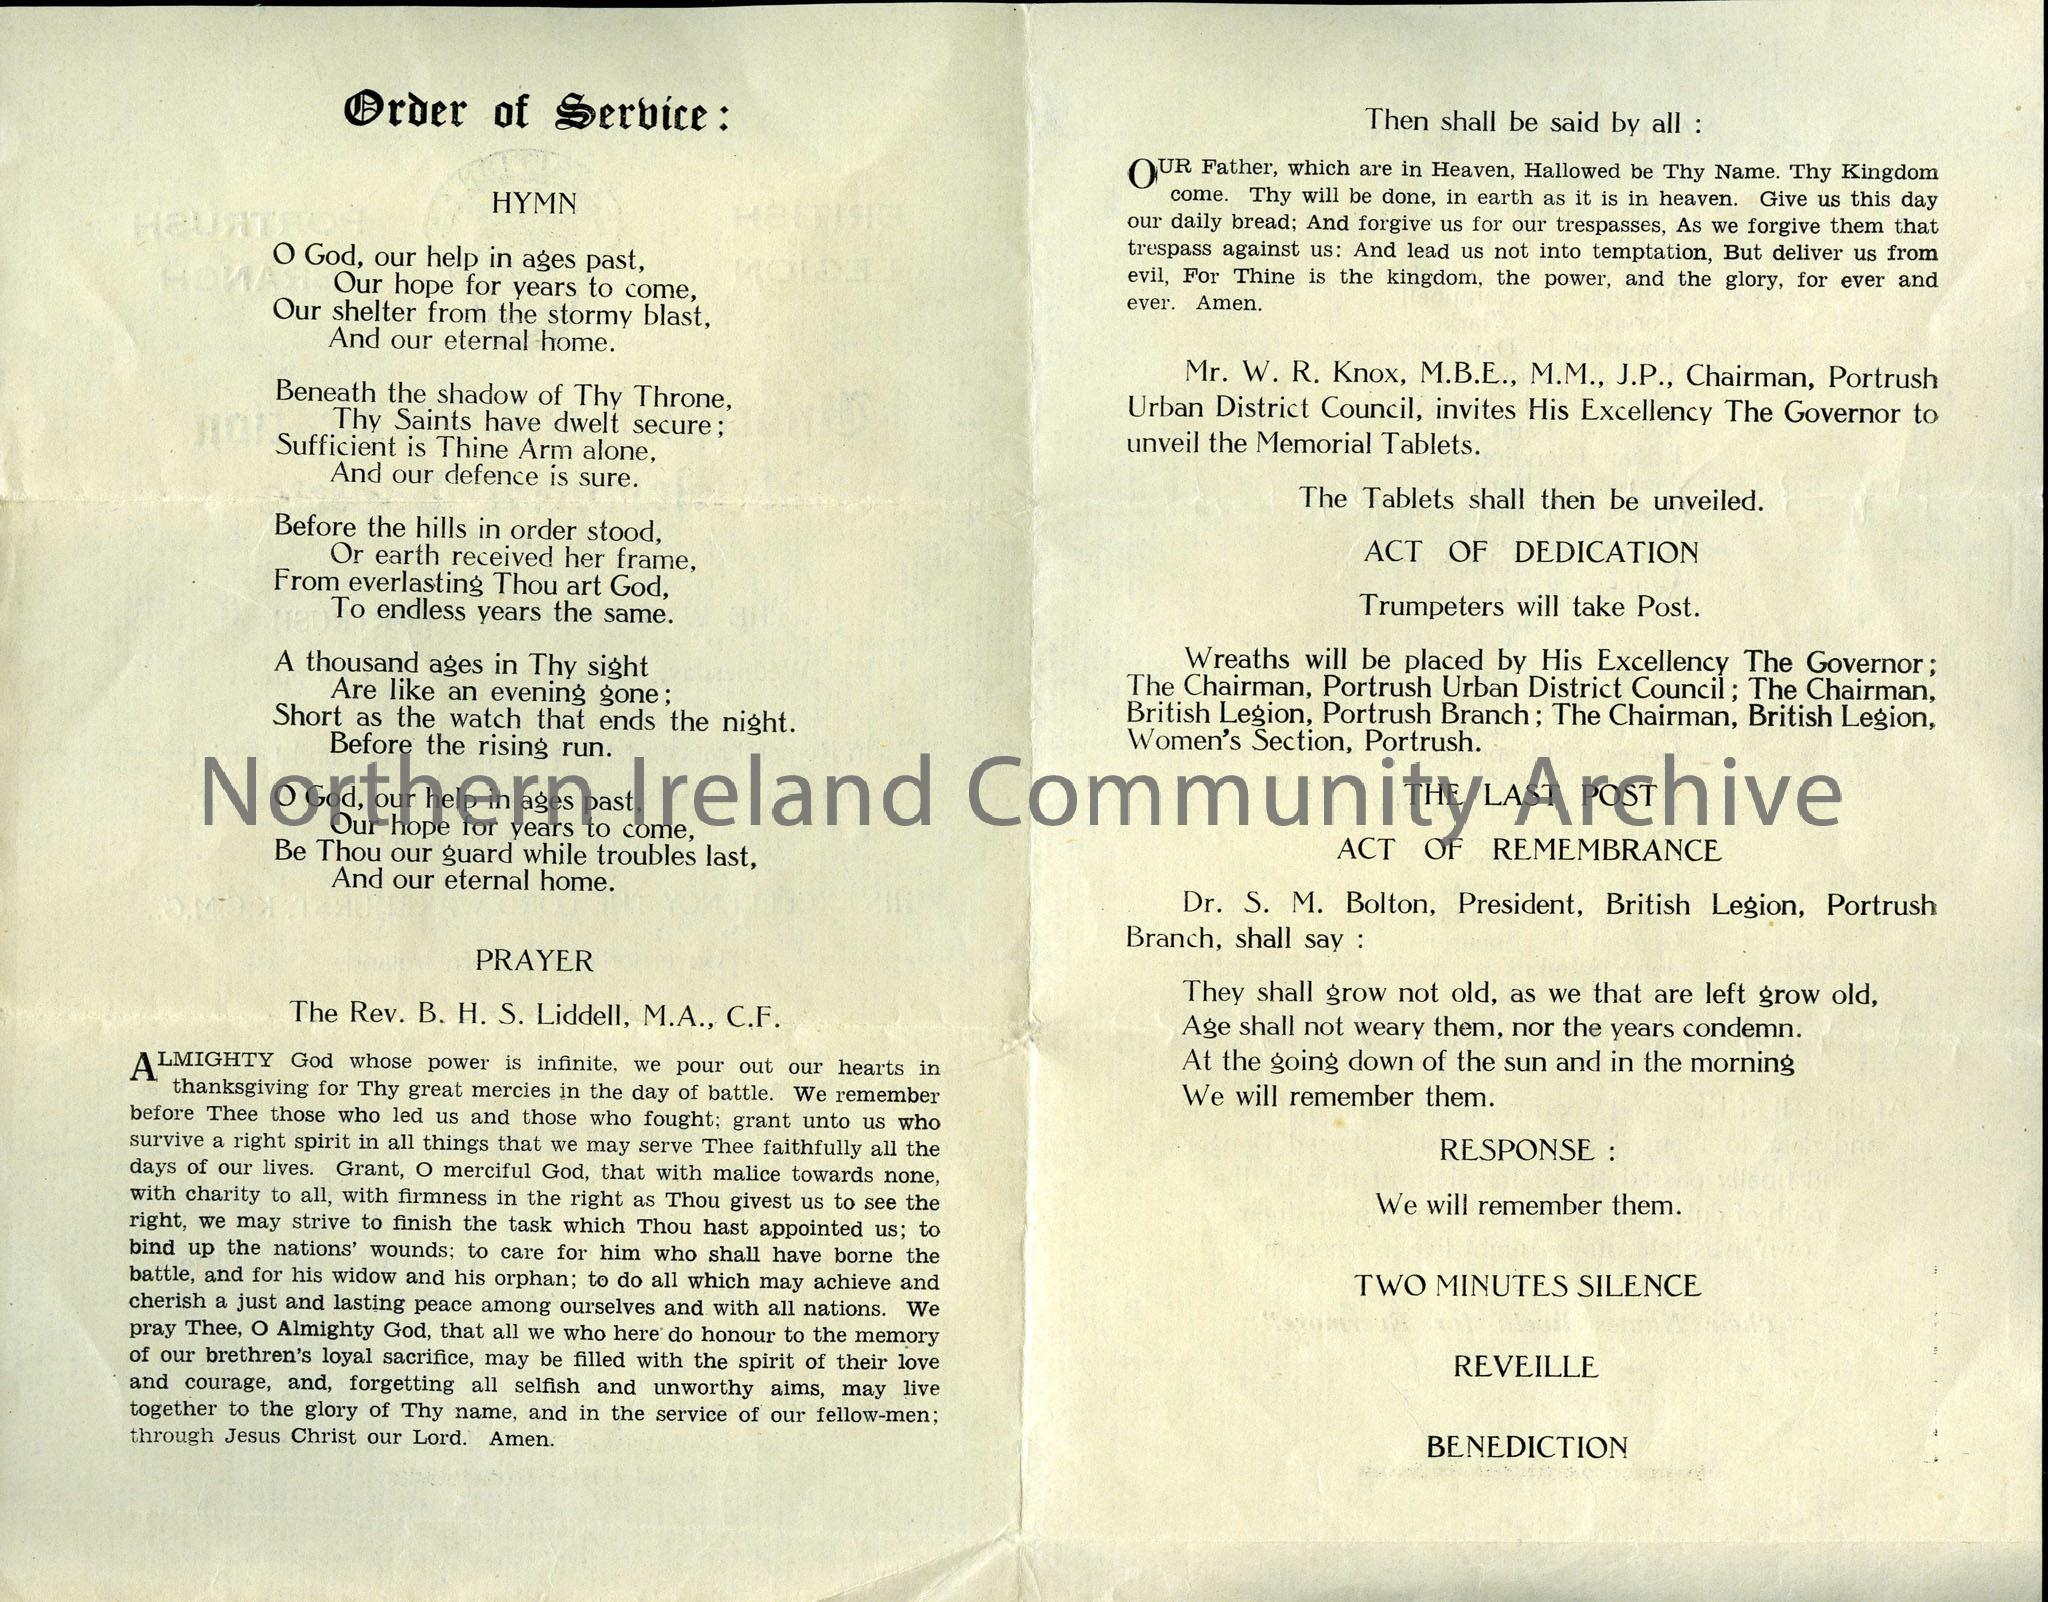 Order of Service:
HYMN
O God, our help in ages past,
Our hope for years to come,
Our shelter from the stormy blast,
And our eternal home.
Beneath the shadow of Thy Throne,
Thy Saints have dwelt secure;
Sufficient is Thine Arm alone,
And our defence is sure.
Before the hills in order stood,
Or earth received her frame,
From everlasting Thou art God,
To endless years the same.
A thousand ages in Thy sight
Are like an evening gone;
Short as the watch that ends the night.
Before the rising run.
O God, our help in ages past,
Our hope for years to come,
Be Thou our guard while troubles last,
And our eternal home.
PRAYER
The Rev. B. H. S. Liddell, M.A., C.F.
ALMIGHTY God whose power is infinite, we pour out our hearts in
thanksgiving for Thy great mercies in the day of battle. We remember
before Thee those who led us and those who fought; grant unto us who
survive a right spirit in all things that we may serve Thee faithfully all the
days of our lives. Grant, O merciful God, that with malice towards none,
with charity to all, with firmness in the right as Thou givest us to see the
right, we may strive to finish the task which Thou hast appointed us; to
bind up the nations' wounds; to care for him who shall have borne the
battle, and for his widow and his orphan; to do all which may achieve and
cherish a just and lasting peace among ourselves and with all nations. We
pray Thee, O Almighty God, that all we who here do honour to the memory
of our brethren's loyal sacrifice, may be filled with the spirit of their love
and courage, and, forgetting all selfish and unworthy aims, may live
together to the glory of Thy name, and in the service of our fellow-men;
through Jesus Christ our Lord. Amen.
Then shall be said by all :
OUR Father, which are in Heaven, Hallowed be Thy Name. Thy Kingdom
come. Thy will be done, in earth as it is in heaven. Give us this day
our daily bread; And forgive us for our trespasses, As we forgive them that
trespass against us: And lead us not into temptation, But deliver us from
evil, For Thine is the kingdom, the power, and the glory, for ever and
ever. Amen.
Mr. W. R. Knox, M.B.E., M.M., J.P., Chairman, Portrush
Urban District Council, invites His Excellency The Governor to
unveil the Memorial Tablets.
The Tablets shall then be unveiled.
ACT OF DEDICATION
Trumpeters will take Post.
Wreaths will be placed by His Excellency The Governor;
The Chairman, Portrush Urban District Council; The Chairman,
British Legion, Portrush Branch; The Chairman, British Legion,
Women's Section, Portrush.
THE LAST POST
ACT OF REMEMBRANCE
Dr. S. M. Bolton, President, British Legion, Portrush
Branch, shall say :
They shall grow not old, as we that are left grow old,
Age shall not weary them, nor the years condemn.
At the going down of the sun and in the morning
We will remember them.
RESPONSE :
We will remember them.
TWO MINUTES SILENCE
REVEILLE
BENEDICTION
Northern Ireland Community Archive